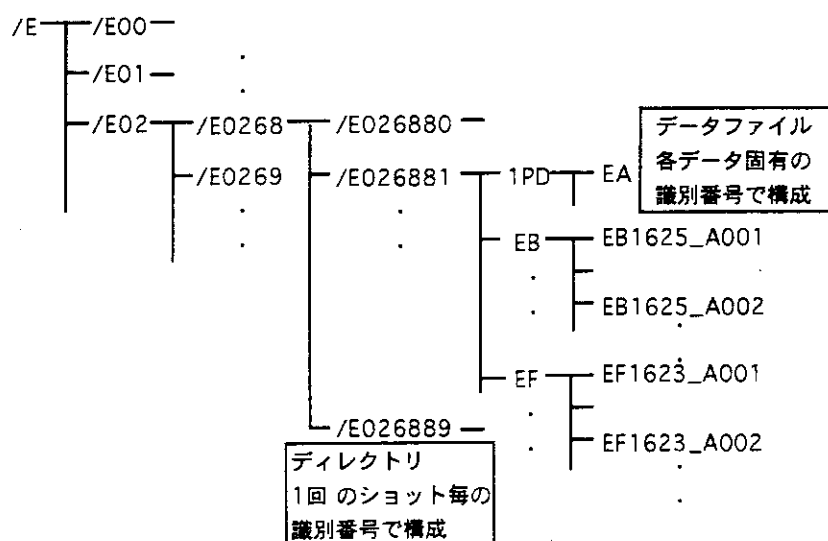 /E
/E00
/E01
/E02
/E0268
/E026880
/E0269
/E026881
1PD
EA
データファイル
各データ固有の
識別番号で構成
EB
EB1625_A001
EB1625_A002
EF
EF1623_A001
EF1623_A002
/E026889
ディレクトリ
1回 のショット毎の
識別番号で構成